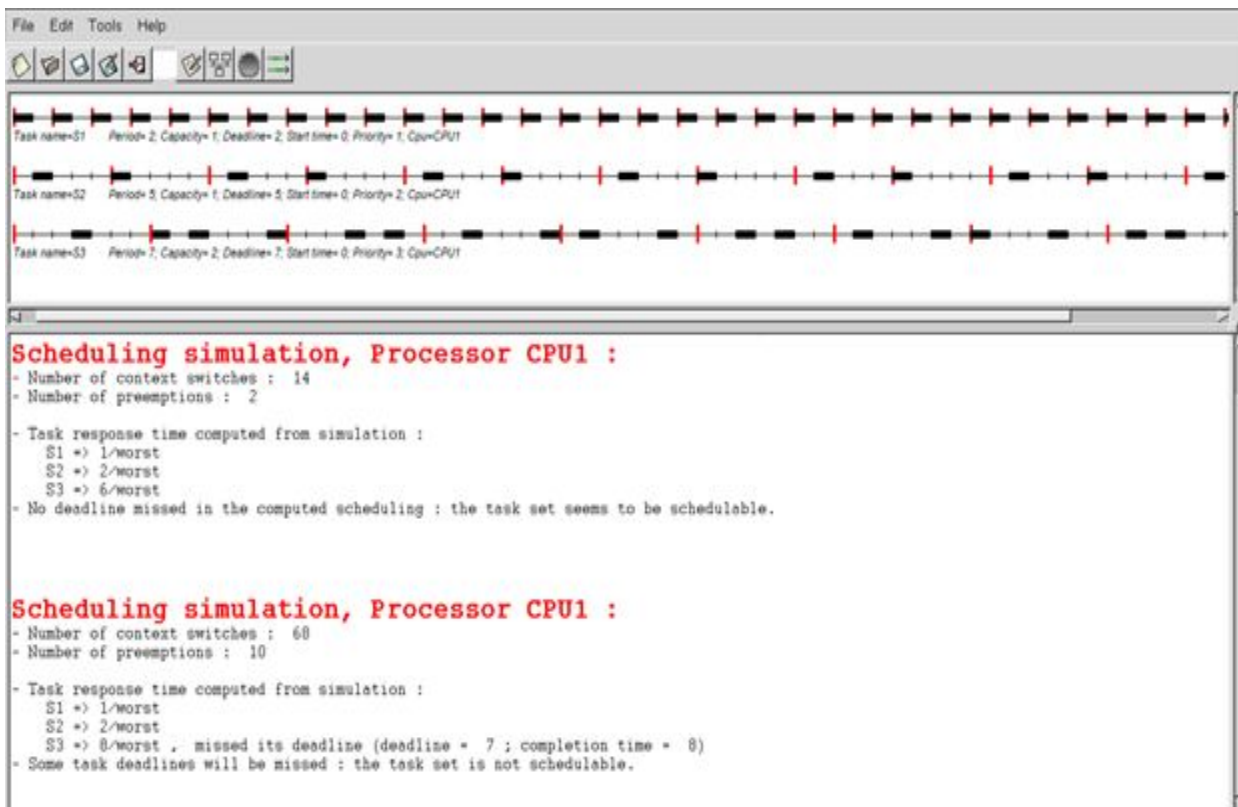 File Edit Tools Help
Task name=S1 Period= 2; Capacity= 1; Deadline= 2; Start time= 0; Priority= 1; Cpu=CPU1
Task name=S2 Period= 5; Capacity= 1; Deadline= 5; Start time= 0; Priority= 2; Cpu=CPU1
Task name=S3 Period= 7; Capacity= 2; Deadline= 7; Start time= 0; Priority= 3; Cpu=CPU1
Scheduling simulation, Processor CPU1 :
- Number of context switches : 14
- Number of preemptions : 2
- Task response time computed from simulation :
S1 => 1/worst
S2 => 2/worst
S3 => 6/worst
- No deadline missed in the computed scheduling : the task set seems to be schedulable.
Scheduling simulation, Processor CPU1 :
- Number of context switches : 60
- Number of preemptions : 10
- Task response time computed from simulation :
S1 => 1/worst
S2 => 2/worst
S3 => 8/worst , missed its deadline (deadline = 7 ; completion time = 8)
- Some task deadlines will be missed : the task set is not schedulable.